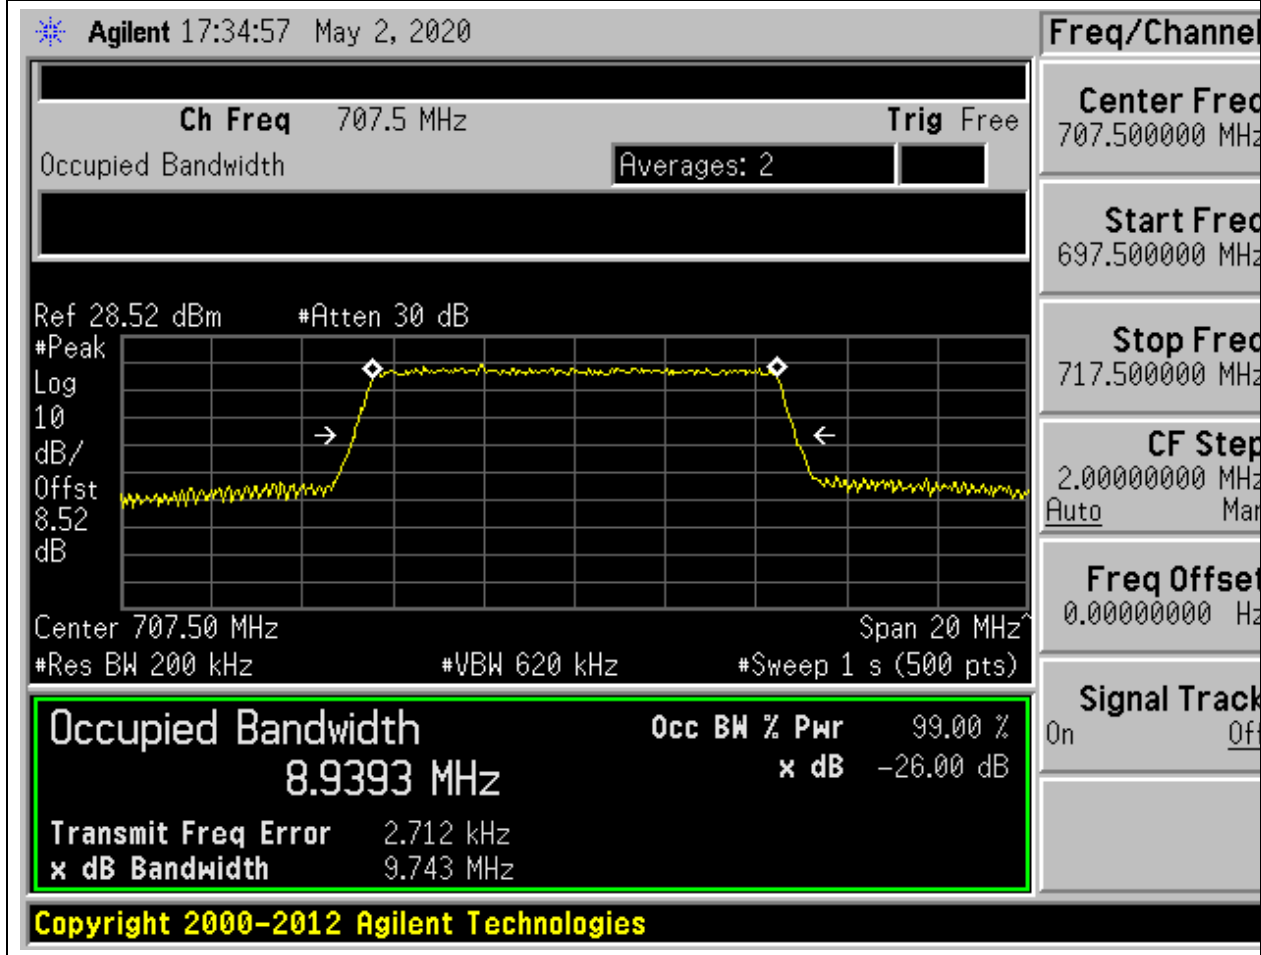 Agilent 17:34:57 May 2, 2020
Freq/Channel
Ch Freq 707.5 MHz Trig Free
Occupied Bandwidth Averages: 2
Ref 28.52 dBm #Atten 30 dB
#Peak
Log
10
dB/
Offst
8.52
dB
Center 707.50 MHz Span 20 MHz^
#Res BW 200 kHz #VBW 620 kHz #Sweep 1 s (500 pts)
Occupied Bandwidth
8.9393 MHz
Occ BW % Pwr 99.00 %
x dB -26.00 dB
Transmit Freq Error 2.712 kHz
x dB Bandwidth 9.743 MHz
Copyright 2000-2012 Agilent Technologies
Center Freq
707.500000 MHz
Start Freq
697.500000 MHz
Stop Freq
717.500000 MHz
CF Step
2.00000000 MHz
Auto Man
Freq Offset
0.00000000 Hz
Signal Track
On Off